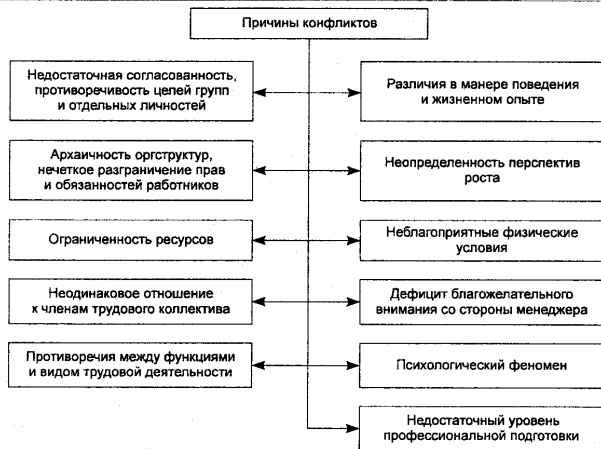 Причины конфликтов
Недостаточная согласованность,
противоречивость целей групп
и отдельных личностей
Различия в манере поведения
и жизненном опыте
Архаичность оргструктур,
нечеткое разграничение прав
и обязанностей работников
Неопределенность перспектив
роста
Ограниченность ресурсов
Неблагоприятные физические
условия
Неодинаковое отношение
к членам трудового коллектива
Дефицит благожелательного
внимания со стороны менеджера
Противоречия между функциями
и видом трудовой деятельности
Психологический феномен
Недостаточный уровень
профессиональной подготовки